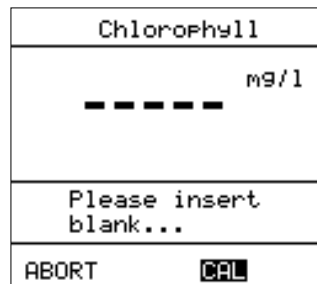 Chlorophyll
mg/l
-----
Please insert
blank...
ABORT CAL